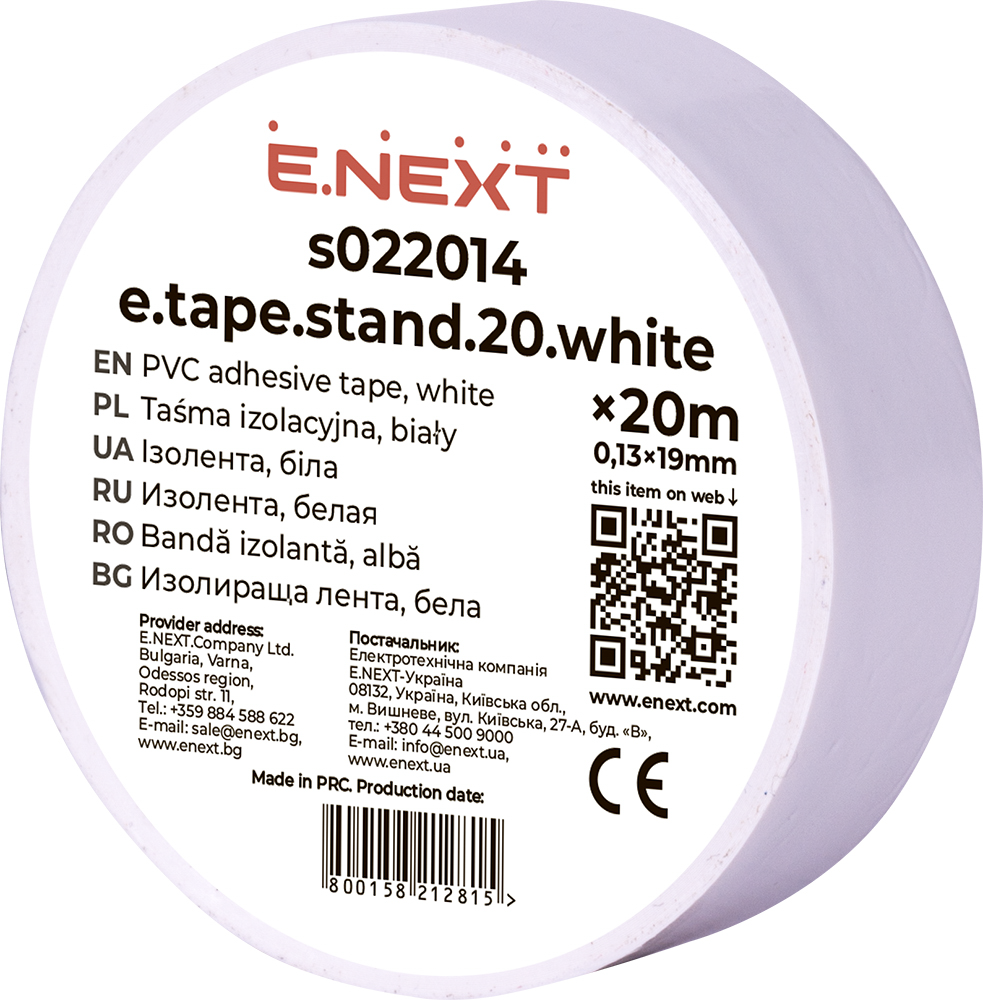 E.NEXT
s022014
e.tape.stand.20.white
EN PVC adhesive tape, white
PL Taśma izolacyjna, biały
UA Ізолента, біла
RU Изолента, белая
RO Bandă izolantă, albă
BG Изолираща лента, бела
×20m
0,13×19mm
this item on web↓
www.enext.com
Provider address:
E.NEXT.Company Ltd.
Bulgaria, Varna,
Odessos region,
Rodopi str. 11,
Tel.: +359 884 588 622
E-mail: sale@enext.bg,
www.enext.bg
Постачальник:
Електротехнічна компанія
E.NEXT-Україна
08132, Україна, Київська обл.,
м. Вишневе, вул. Київська, 27-А, буд. «В»,
тел.: +380 44 500 9000
E-mail: info@enext.ua,
www.enext.ua
CE
Made in PRC. Production date:
800158 212815 >